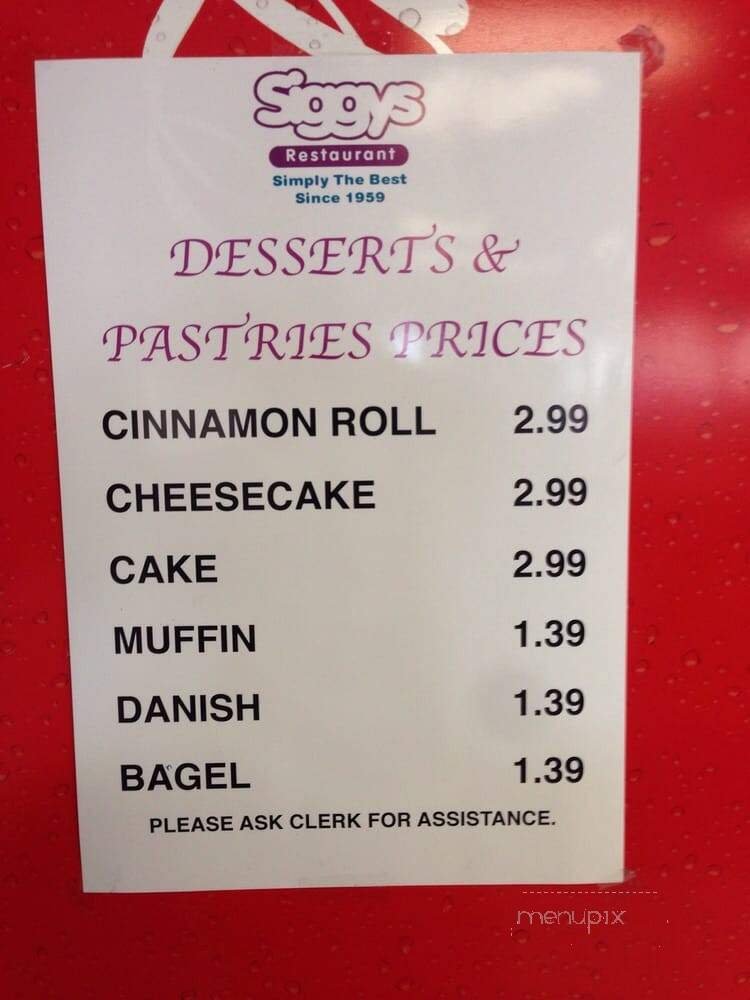 Siggys
Restaurant
Simply The Best
Since 1959
DESSERTS &
PASTRIES PRICES
CINNAMON ROLL 2.99
CHEESECAKE 2.99
CAKE 2.99
MUFFIN 1.39
DANISH 1.39
BAGEL 1.39
PLEASE ASK CLERK FOR ASSISTANCE.
menupix